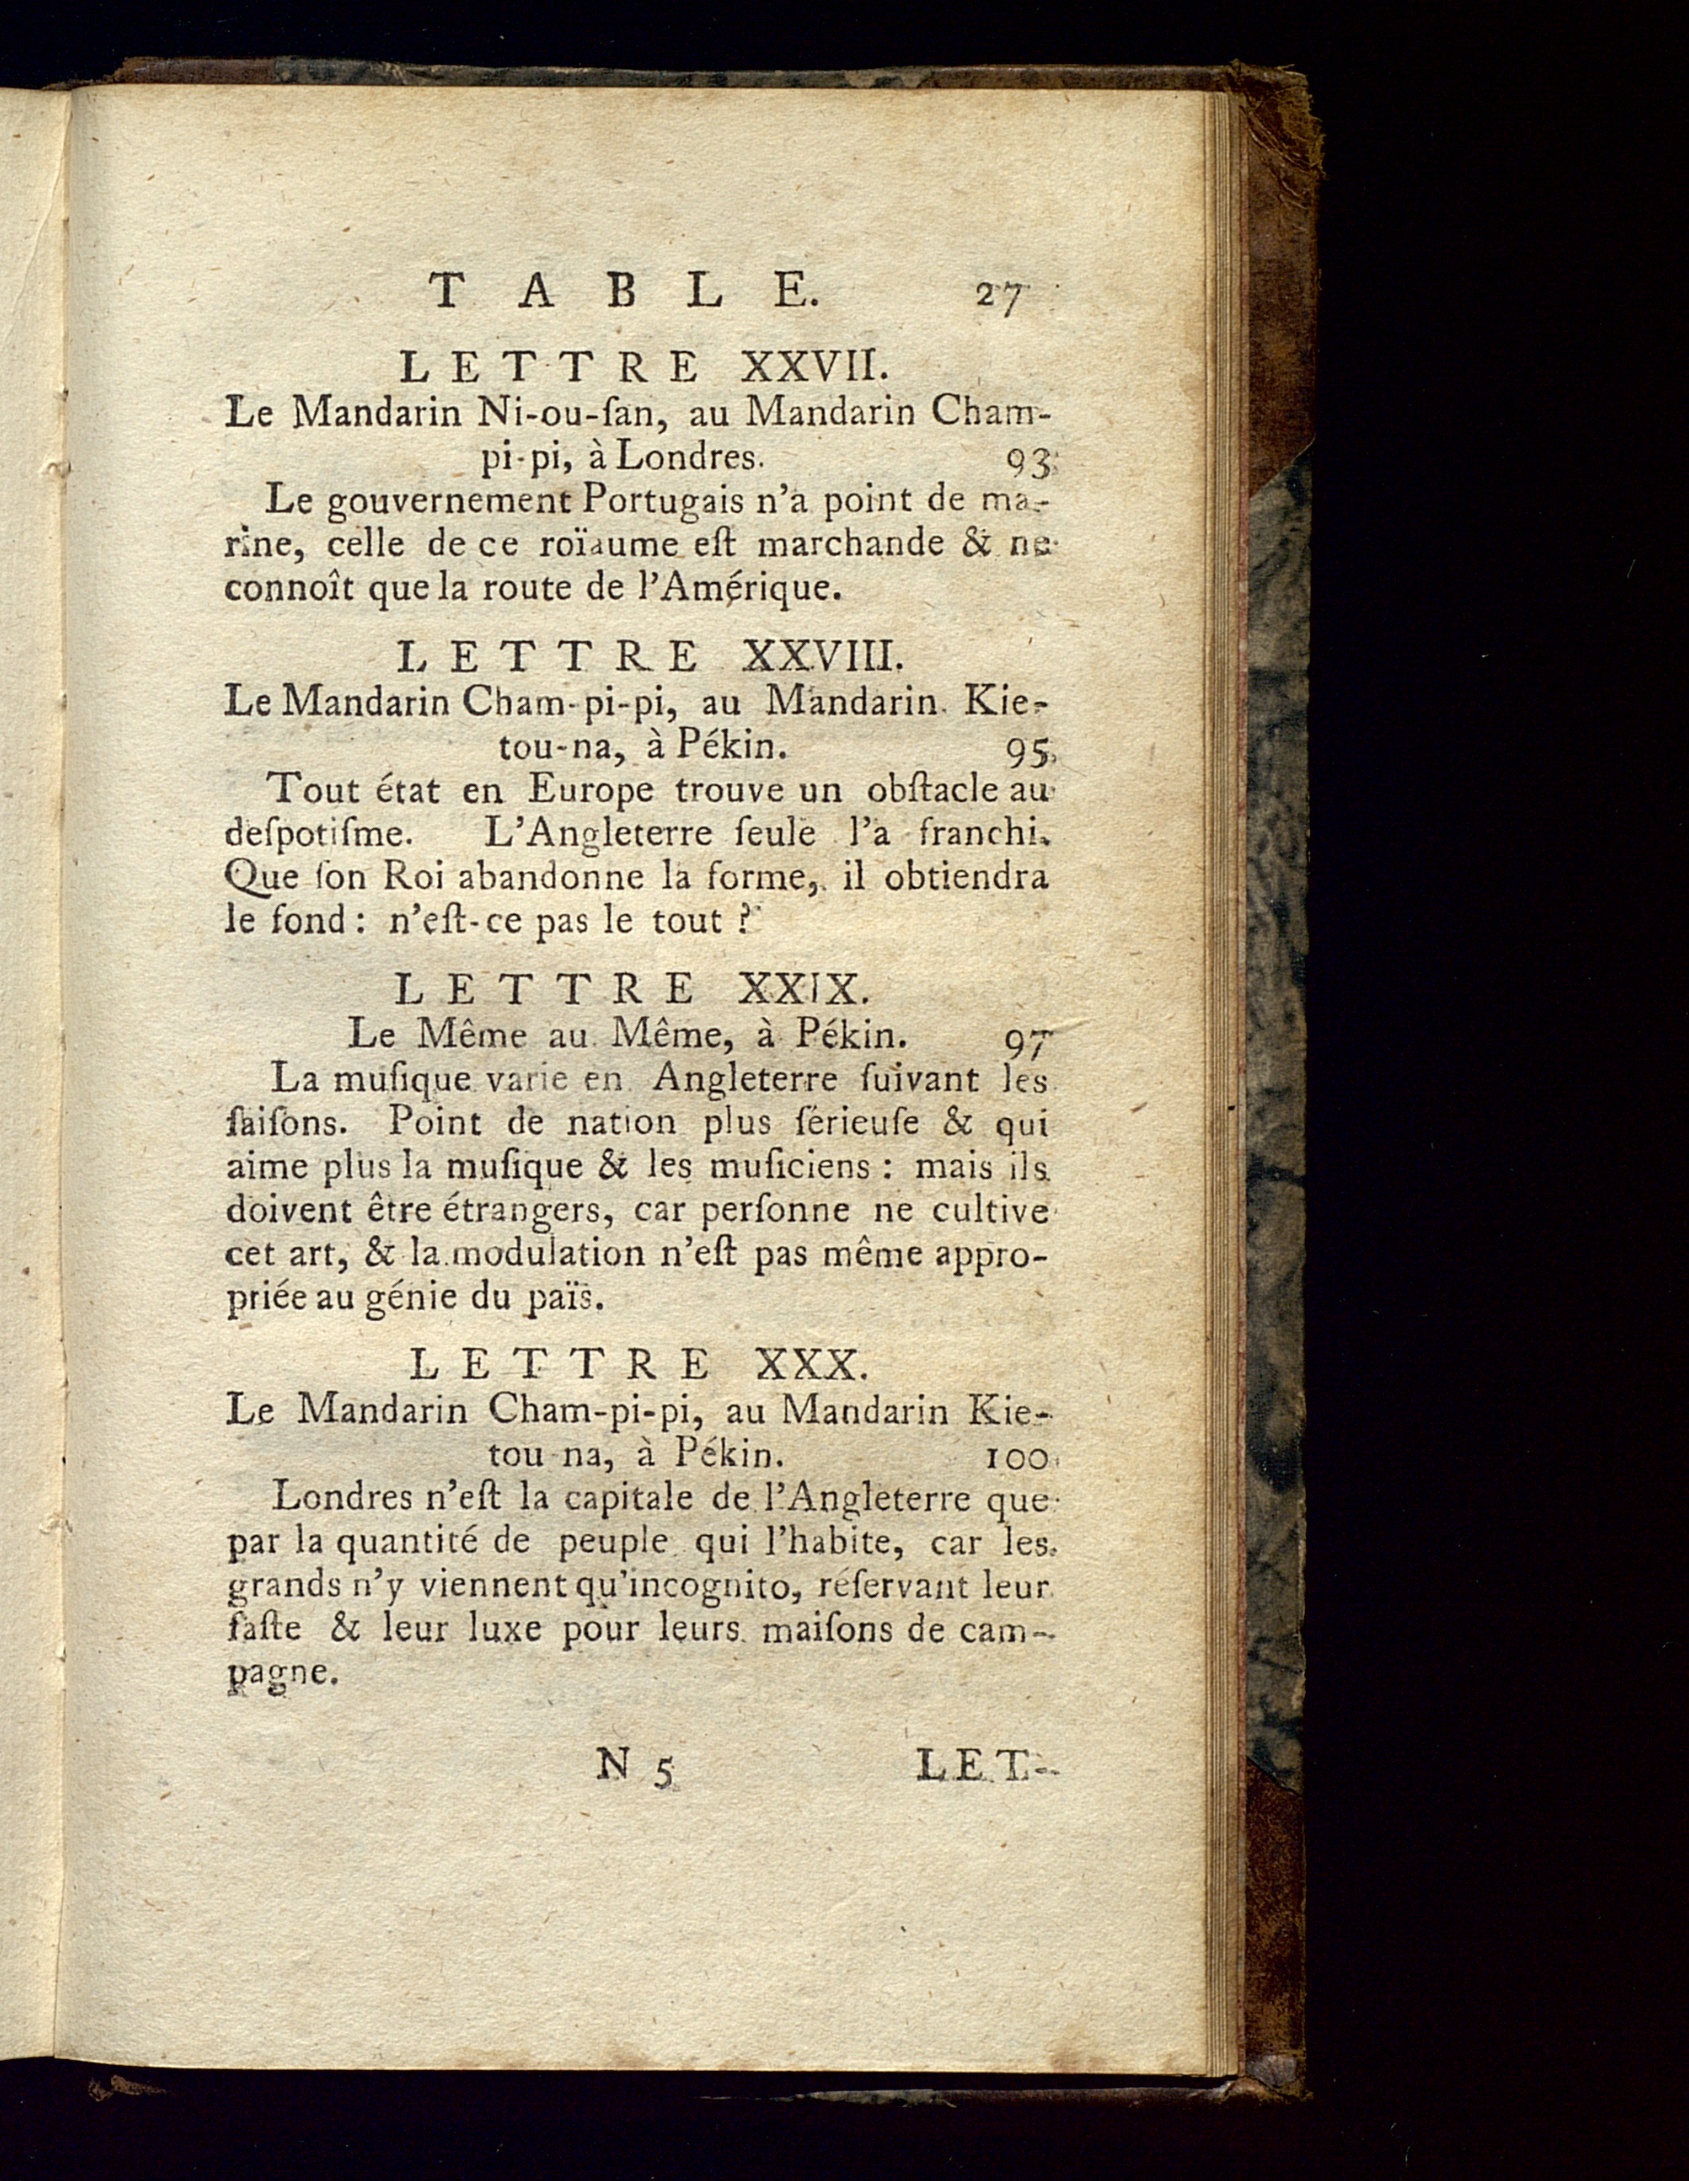 TABLE. 27
LETTRE XXVII.
Le Mandarin Ni-ou-ſan, au Mandarin Cham-
pi-pi, à Londres. 93
Le gouvernement Portugais n'a point de ma-
rine, celle de ce roïaume eſt marchande & ne
connoît que la route de l'Amérique.
LETTRE XXVIII.
Le Mandarin Cham-pi-pi, au Mandarin Kie-
tou-na, à Pékin. 95
Tout état en Europe trouve un obſtacle au
deſpotiſme. L'Angleterre ſeule l'a franchi.
Que ſon Roi abandonne la forme, il obtiendra
le fond: n'eſt-ce pas le tout?
LETTRE XXIX.
Le Même au Même, à Pékin. 97
La muſique varie en Angleterre ſuivant les
ſaiſons. Point de nation plus ſérieuſe & qui
aime plus la muſique & les muſiciens: mais ils
doivent être étrangers, car perſonne ne cultive
cet art, & la modulation n'eſt pas même appro-
priée au génie du païs.
LETTRE XXX.
Le Mandarin Cham-pi-pi, au Mandarin Kie-
tou-na, à Pékin. 100
Londres n'eſt la capitale de l'Angleterre que
par la quantité de peuple qui l'habite, car les
grands n'y viennent qu'incognito, réſervant leur
faſte & leur luxe pour leurs maiſons de cam-
pagne.
N 5 LET-